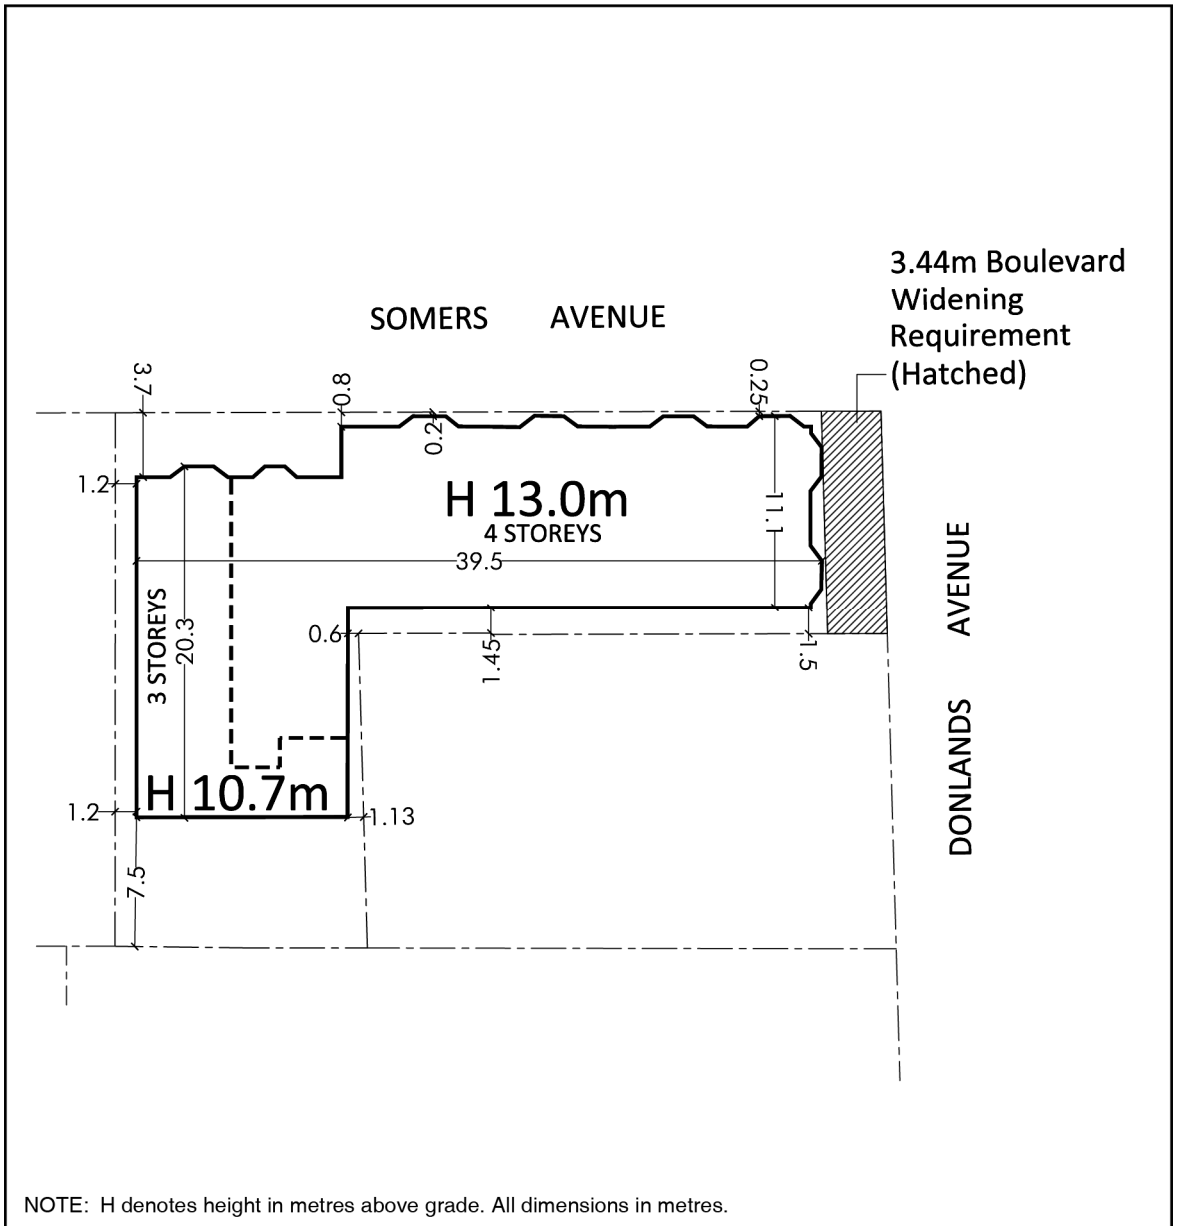 3.44m Boulevard
Widening
Requirement
(Hatched)
SOMERS AVENUE
3.7
0.8
0.25
0.2
1.2
H 13.0m
4 STOREYS
11.1
39.5
3 STOREYS
20.3
0.6
1.45
1.5
DONLANDS AVENUE
H 10.7m
1.2
1.13
7.5
NOTE: H denotes height in metres above grade. All dimensions in metres.